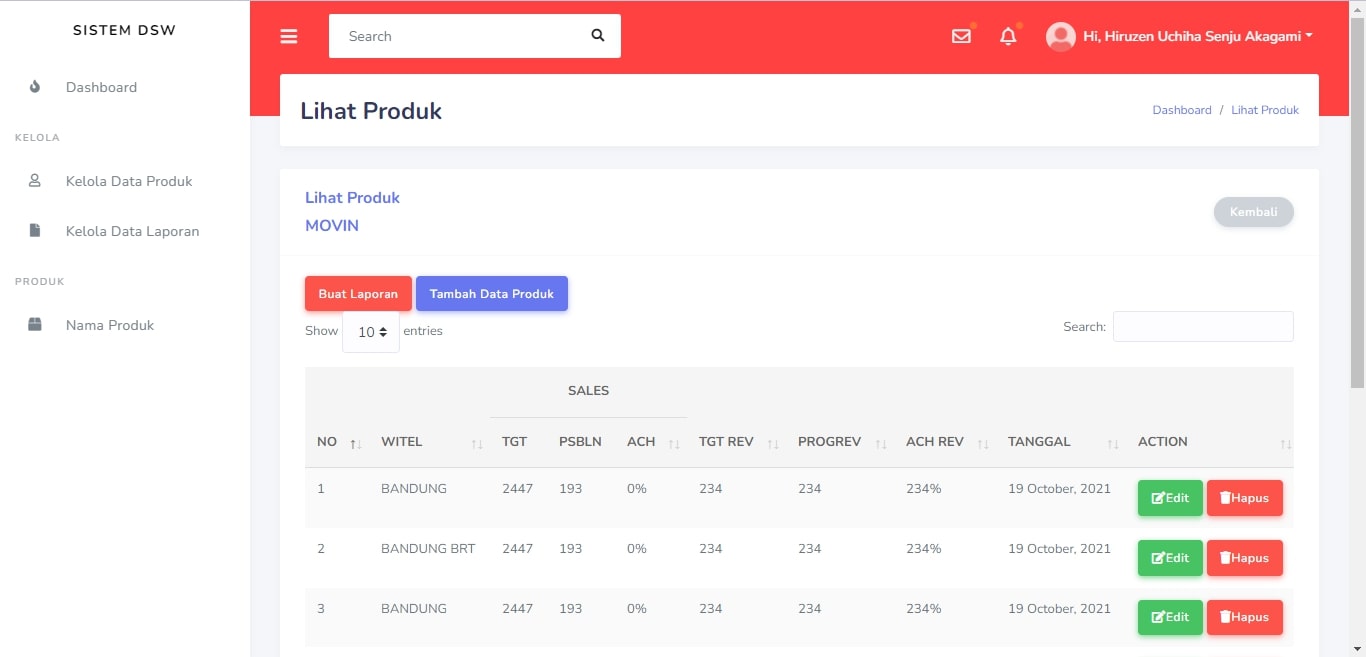 SISTEM DSW
Search
Hi, Hiruzen Uchiha Senju Akagami
Dashboard
KELOLA
Kelola Data Produk
Kelola Data Laporan
PRODUK
Nama Produk
Lihat Produk
Dashboard / Lihat Produk
Lihat Produk
MOVIN
Kembali
Buat Laporan Tambah Data Produk
Show 10 entries
Search:
SALES
NO WITEL TGT PSBLN ACH TGT REV PROGREV ACH REV TANGGAL ACTION
1 BANDUNG 2447 193 0% 234 234 234% 19 October, 2021 Edit Hapus
2 BANDUNG BRT 2447 193 0% 234 234 234% 19 October, 2021 Edit Hapus
3 BANDUNG 2447 193 0% 234 234 234% 19 October, 2021 Edit Hapus